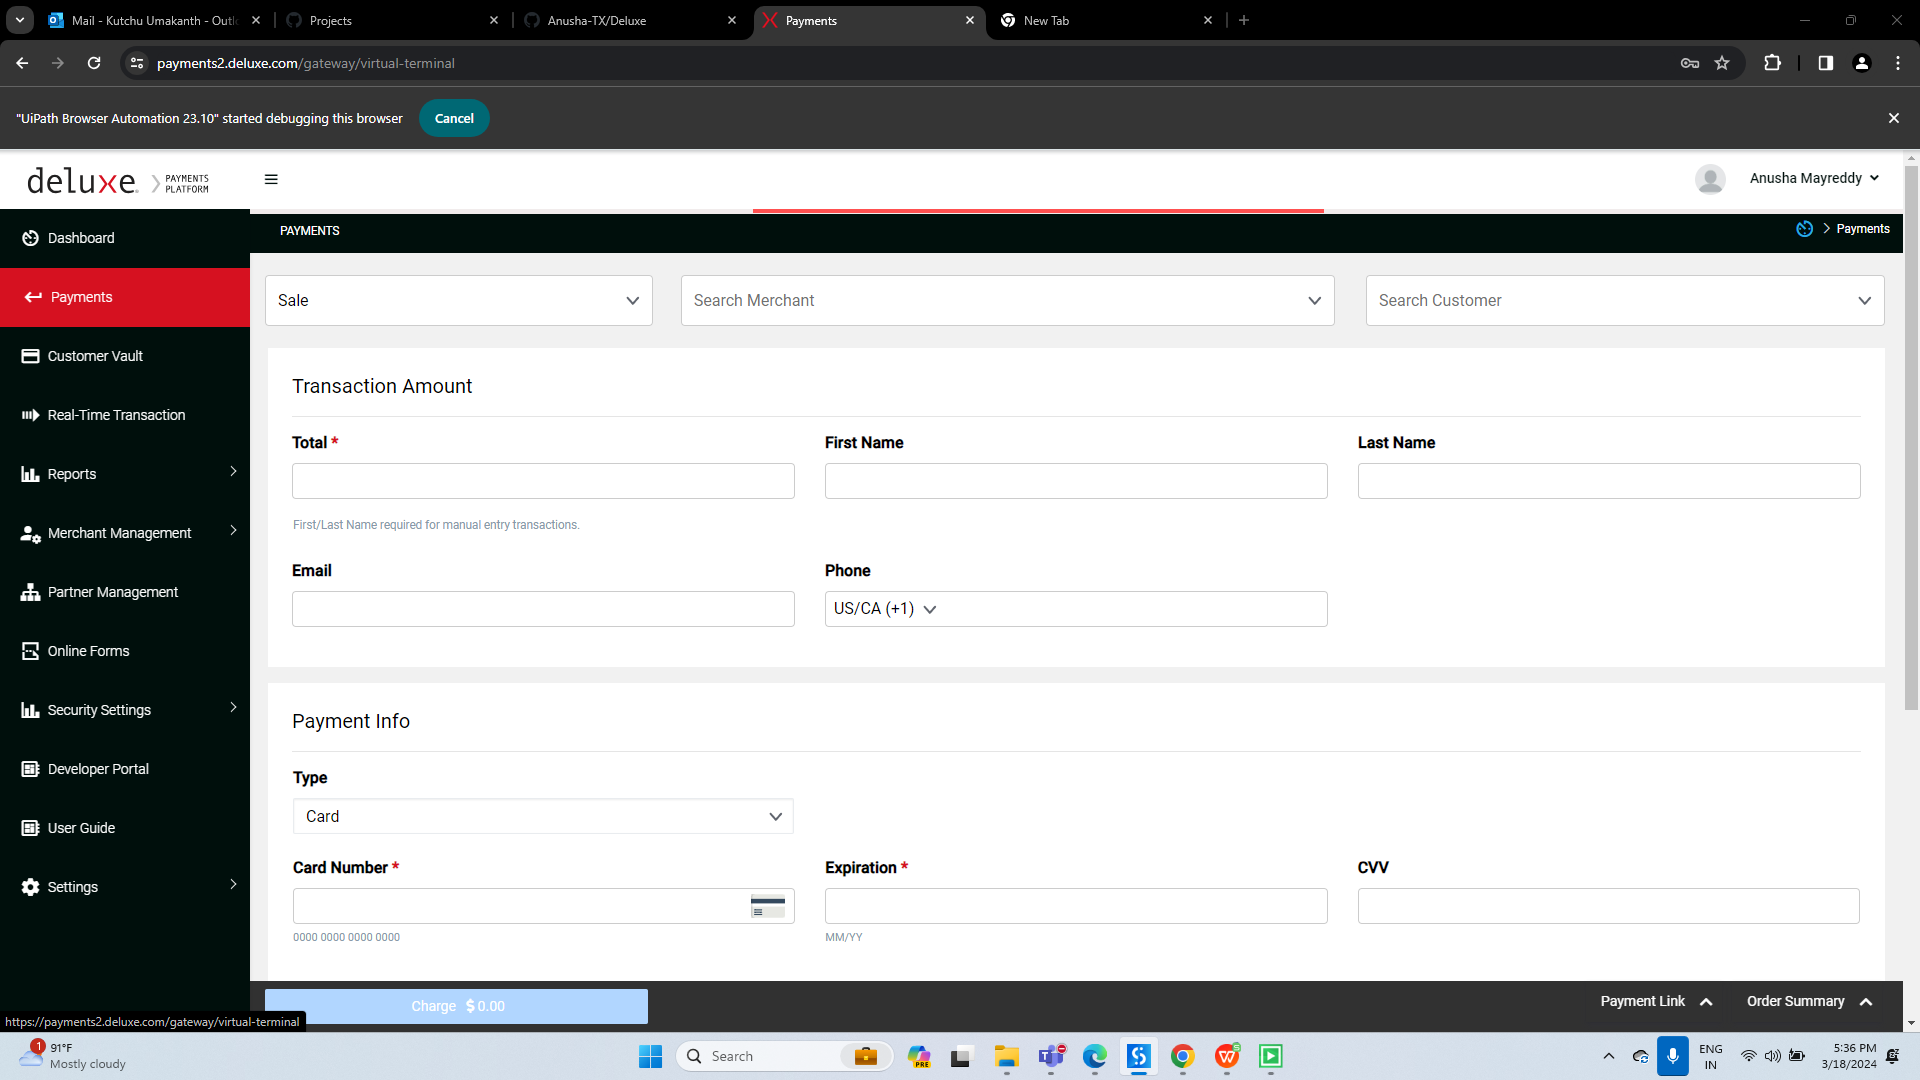 Mail - Kutchu Umakanth - Outl
Projects
Anusha-TX/Deluxe
Payments
New Tab
payments2.deluxe.com/gateway/virtual-terminal
"UiPath Browser Automation 23.10" started debugging this browser
Cancel
deluxe. PAYMENTS PLATFORM
Anusha Mayreddy
PAYMENTS
Payments
Dashboard
Payments
Customer Vault
Real-Time Transaction
Reports
Merchant Management
Partner Management
Online Forms
Security Settings
Developer Portal
User Guide
Settings
Sale
Search Merchant
Search Customer
Transaction Amount
Total *
First Name
Last Name
First/Last Name required for manual entry transactions.
Email
Phone
US/CA (+1)
Payment Info
Type
Card
Card Number *
Expiration *
CVV
0000 0000 0000 0000
MM/YY
Charge $ 0.00
Payment Link
Order Summary
https://payments2.deluxe.com/gateway/virtual-terminal
1
91°F
Mostly cloudy
Search
PRE
ENG
IN
5:36 PM
3/18/2024